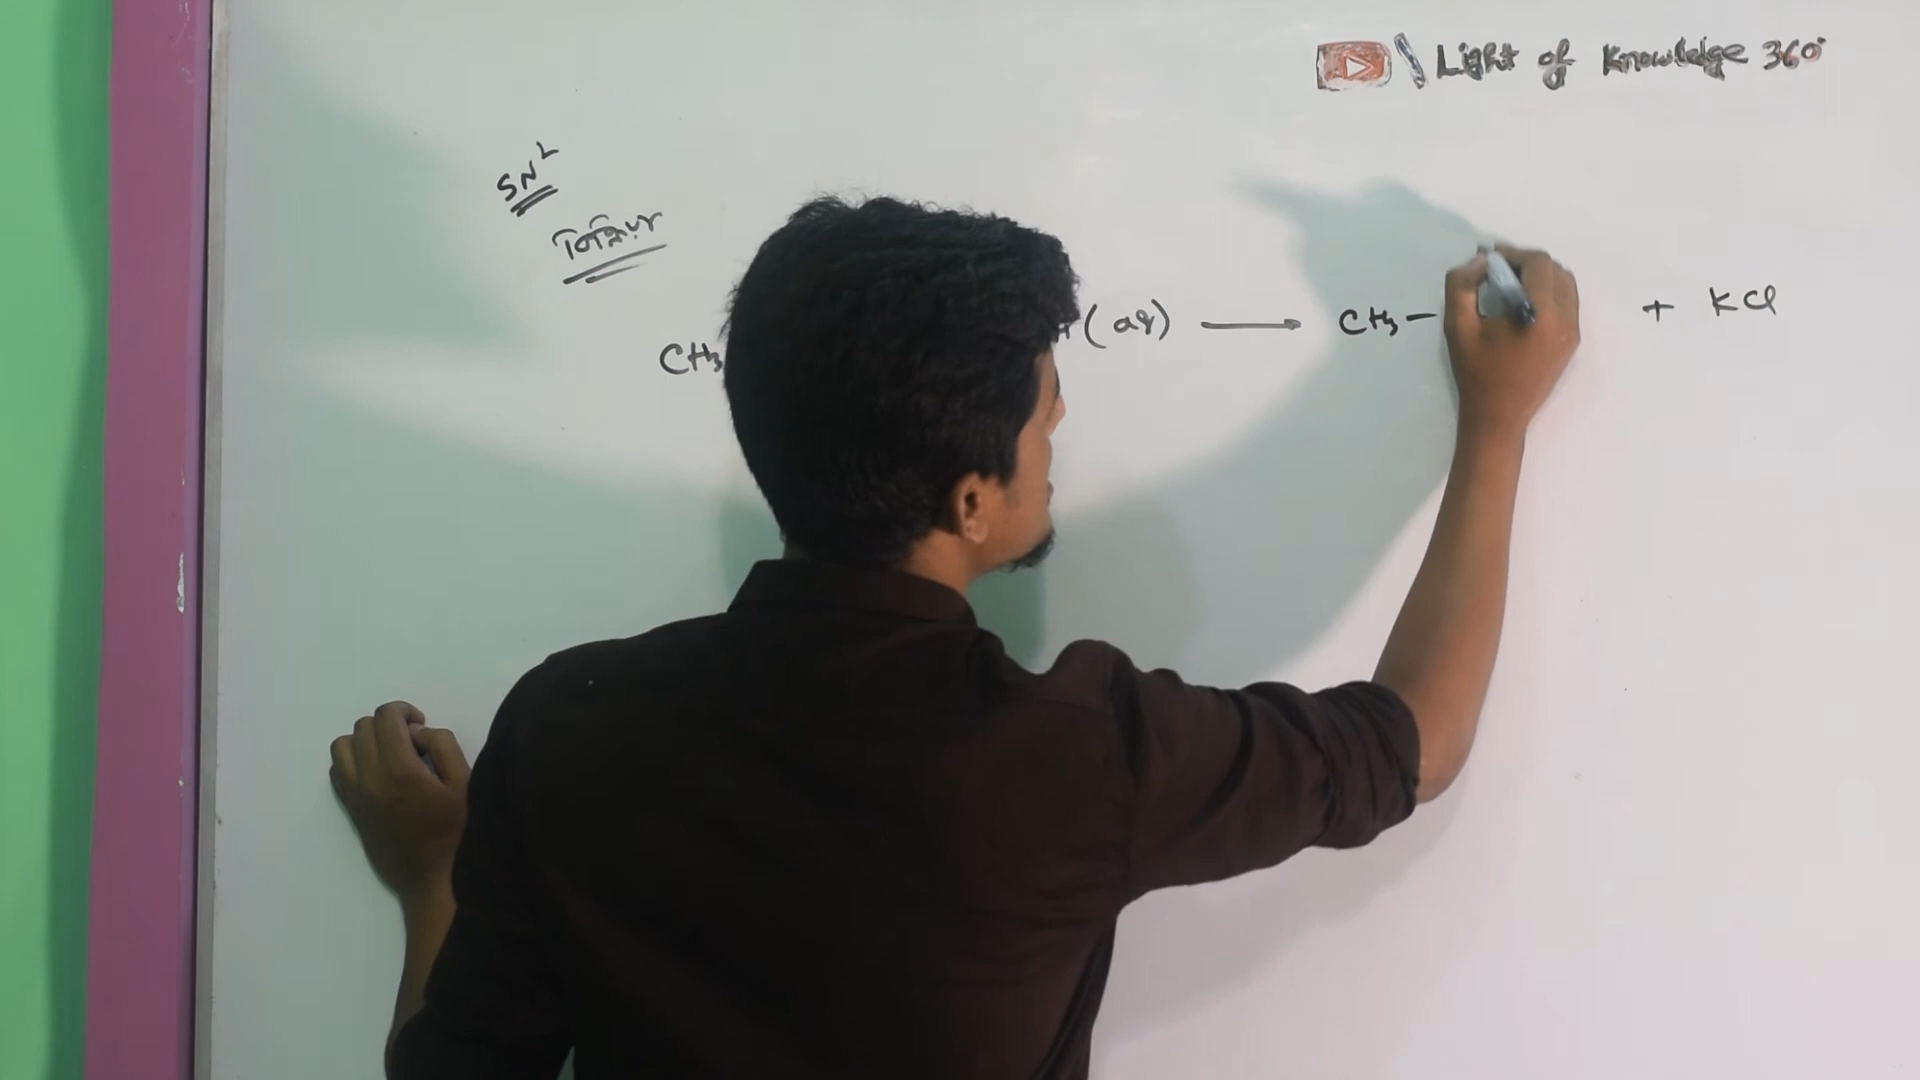 Light of Knowledge 360°
SN²
বিক্রিয়া
CH₃ (aq) ⟶ CH₃— + KCl